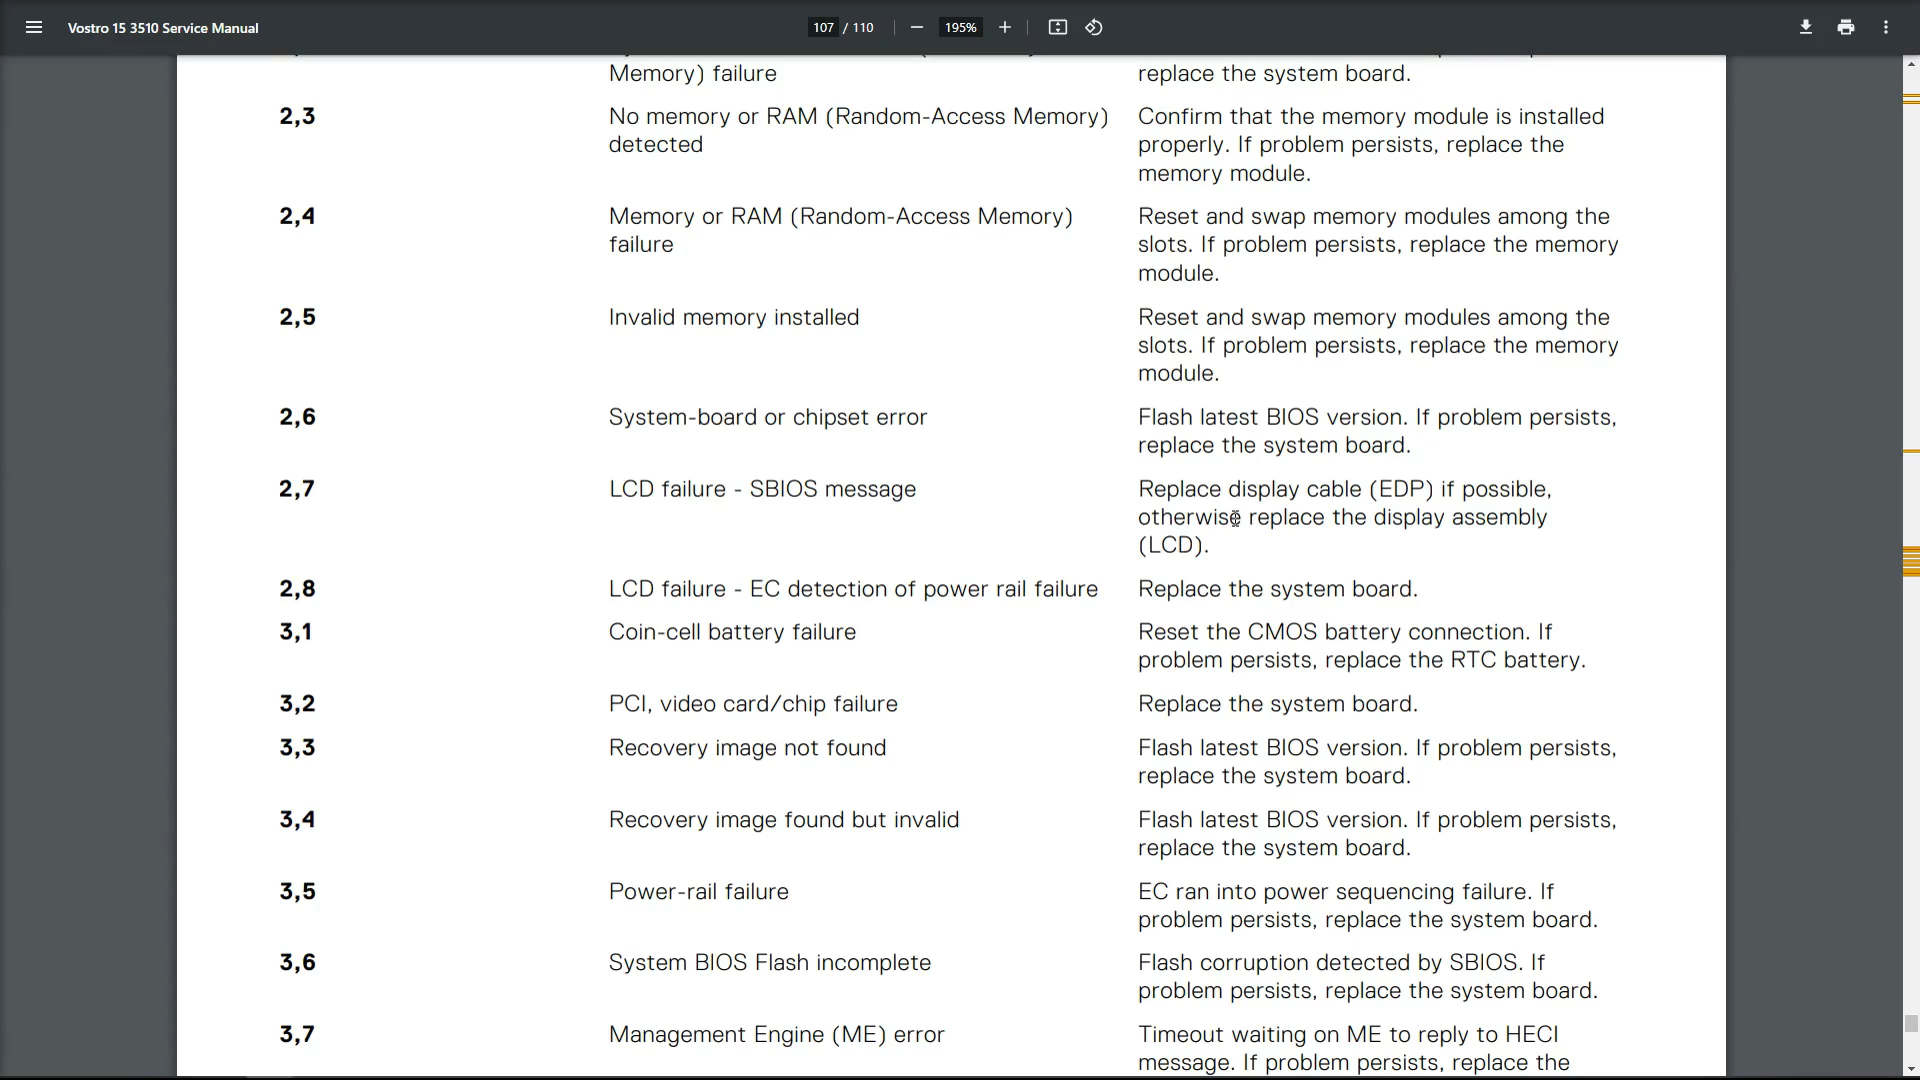 Vostro 15 3510 Service Manual
107 / 110
195%
Memory) failure
replace the system board.
2,3
No memory or RAM (Random-Access Memory)
detected
Confirm that the memory module is installed
properly. If problem persists, replace the
memory module.
2,4
Memory or RAM (Random-Access Memory)
failure
Reset and swap memory modules among the
slots. If problem persists, replace the memory
module.
2,5
Invalid memory installed
Reset and swap memory modules among the
slots. If problem persists, replace the memory
module.
2,6
System-board or chipset error
Flash latest BIOS version. If problem persists,
replace the system board.
2,7
LCD failure - SBIOS message
Replace display cable (EDP) if possible,
otherwise replace the display assembly
(LCD).
2,8
LCD failure - EC detection of power rail failure
Replace the system board.
3,1
Coin-cell battery failure
Reset the CMOS battery connection. If
problem persists, replace the RTC battery.
3,2
PCI, video card/chip failure
Replace the system board.
3,3
Recovery image not found
Flash latest BIOS version. If problem persists,
replace the system board.
3,4
Recovery image found but invalid
Flash latest BIOS version. If problem persists,
replace the system board.
3,5
Power-rail failure
EC ran into power sequencing failure. If
problem persists, replace the system board.
3,6
System BIOS Flash incomplete
Flash corruption detected by SBIOS. If
problem persists, replace the system board.
3,7
Management Engine (ME) error
Timeout waiting on ME to reply to HECI
message. If problem persists, replace the